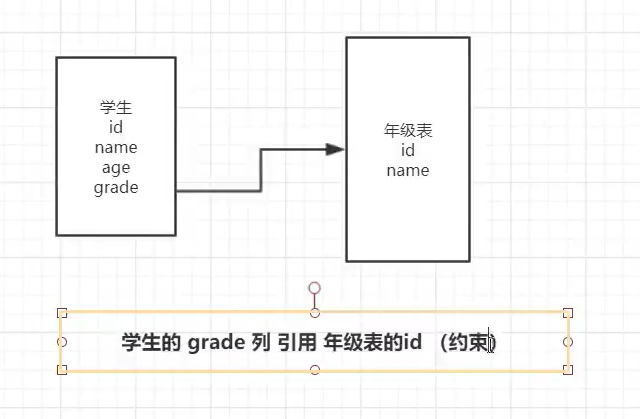 学生
id
name
age
grade
年级表
id
name
学生的 grade 列 引用 年级表的id （约束）